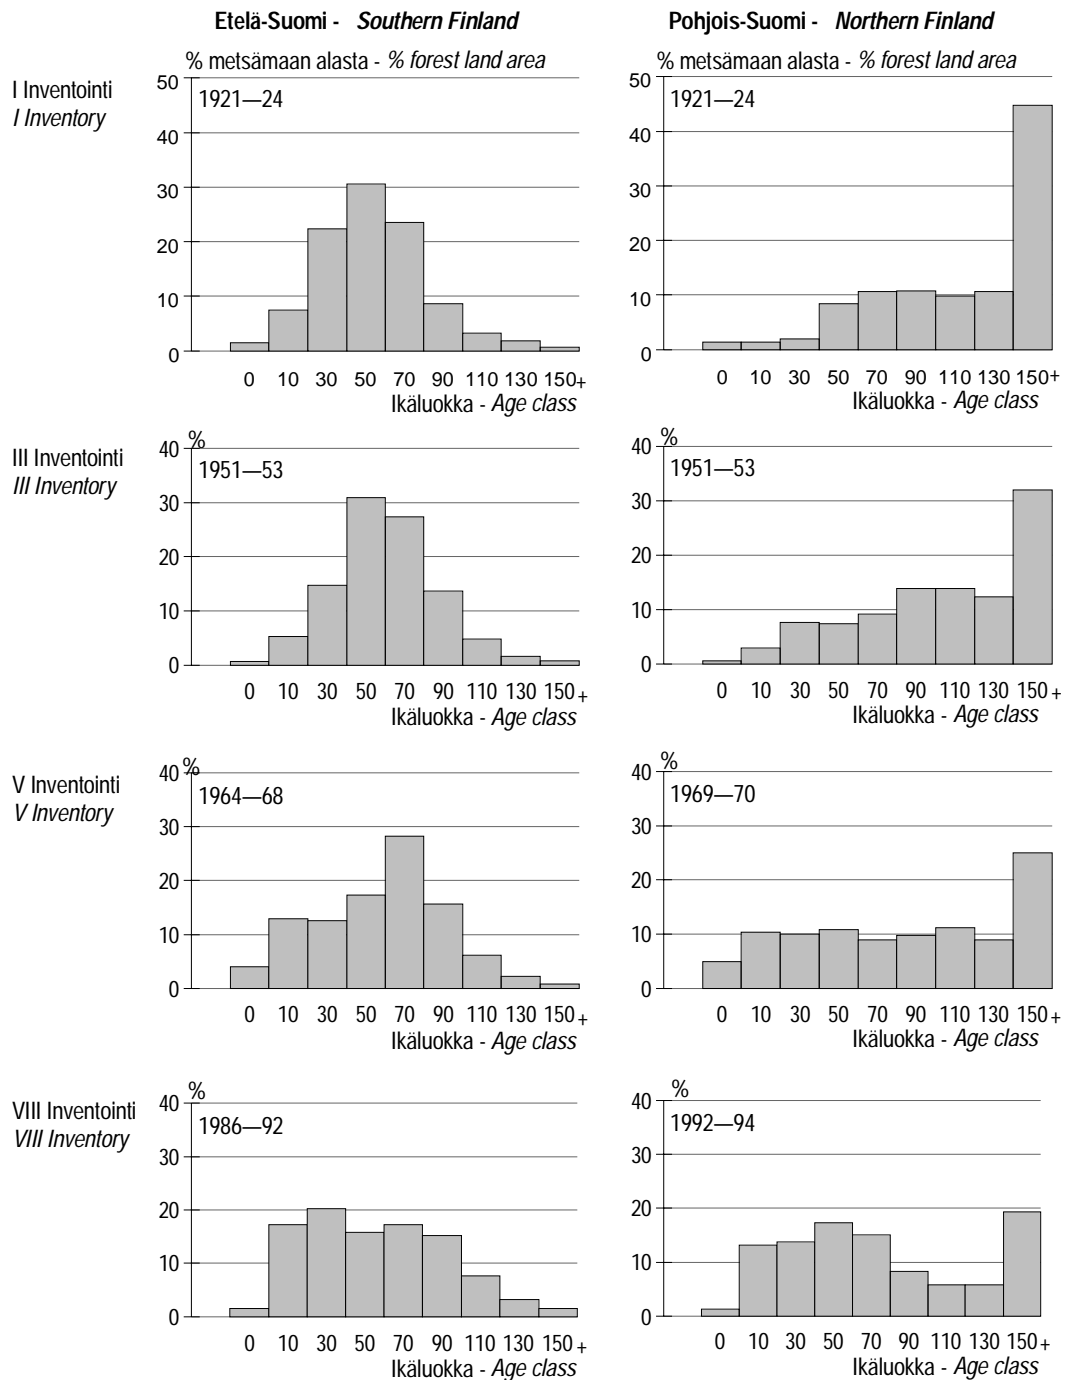 Etelä-Suomi - Southern Finland
Pohjois-Suomi - Northern Finland
I Inventointi
I Inventory
% metsämaan alasta - % forest land area
1921—24
50
40
30
20
10
0
0 10 30 50 70 90 110 130 150+
Ikäluokka - Age class
% metsämaan alasta - % forest land area
1921—24
50
40
30
20
10
0
0 10 30 50 70 90 110 130 150+
Ikäluokka - Age class
III Inventointi
III Inventory
%
1951—53
40
30
20
10
0
0 10 30 50 70 90 110 130 150+
Ikäluokka - Age class
%
1951—53
40
30
20
10
0
0 10 30 50 70 90 110 130 150+
Ikäluokka - Age class
V Inventointi
V Inventory
%
1964—68
40
30
20
10
0
0 10 30 50 70 90 110 130 150+
Ikäluokka - Age class
%
1969—70
40
30
20
10
0
0 10 30 50 70 90 110 130 150+
Ikäluokka - Age class
VIII Inventointi
VIII Inventory
%
1986—92
40
30
20
10
0
0 10 30 50 70 90 110 130 150+
Ikäluokka - Age class
%
1992—94
40
30
20
10
0
0 10 30 50 70 90 110 130 150+
Ikäluokka - Age class